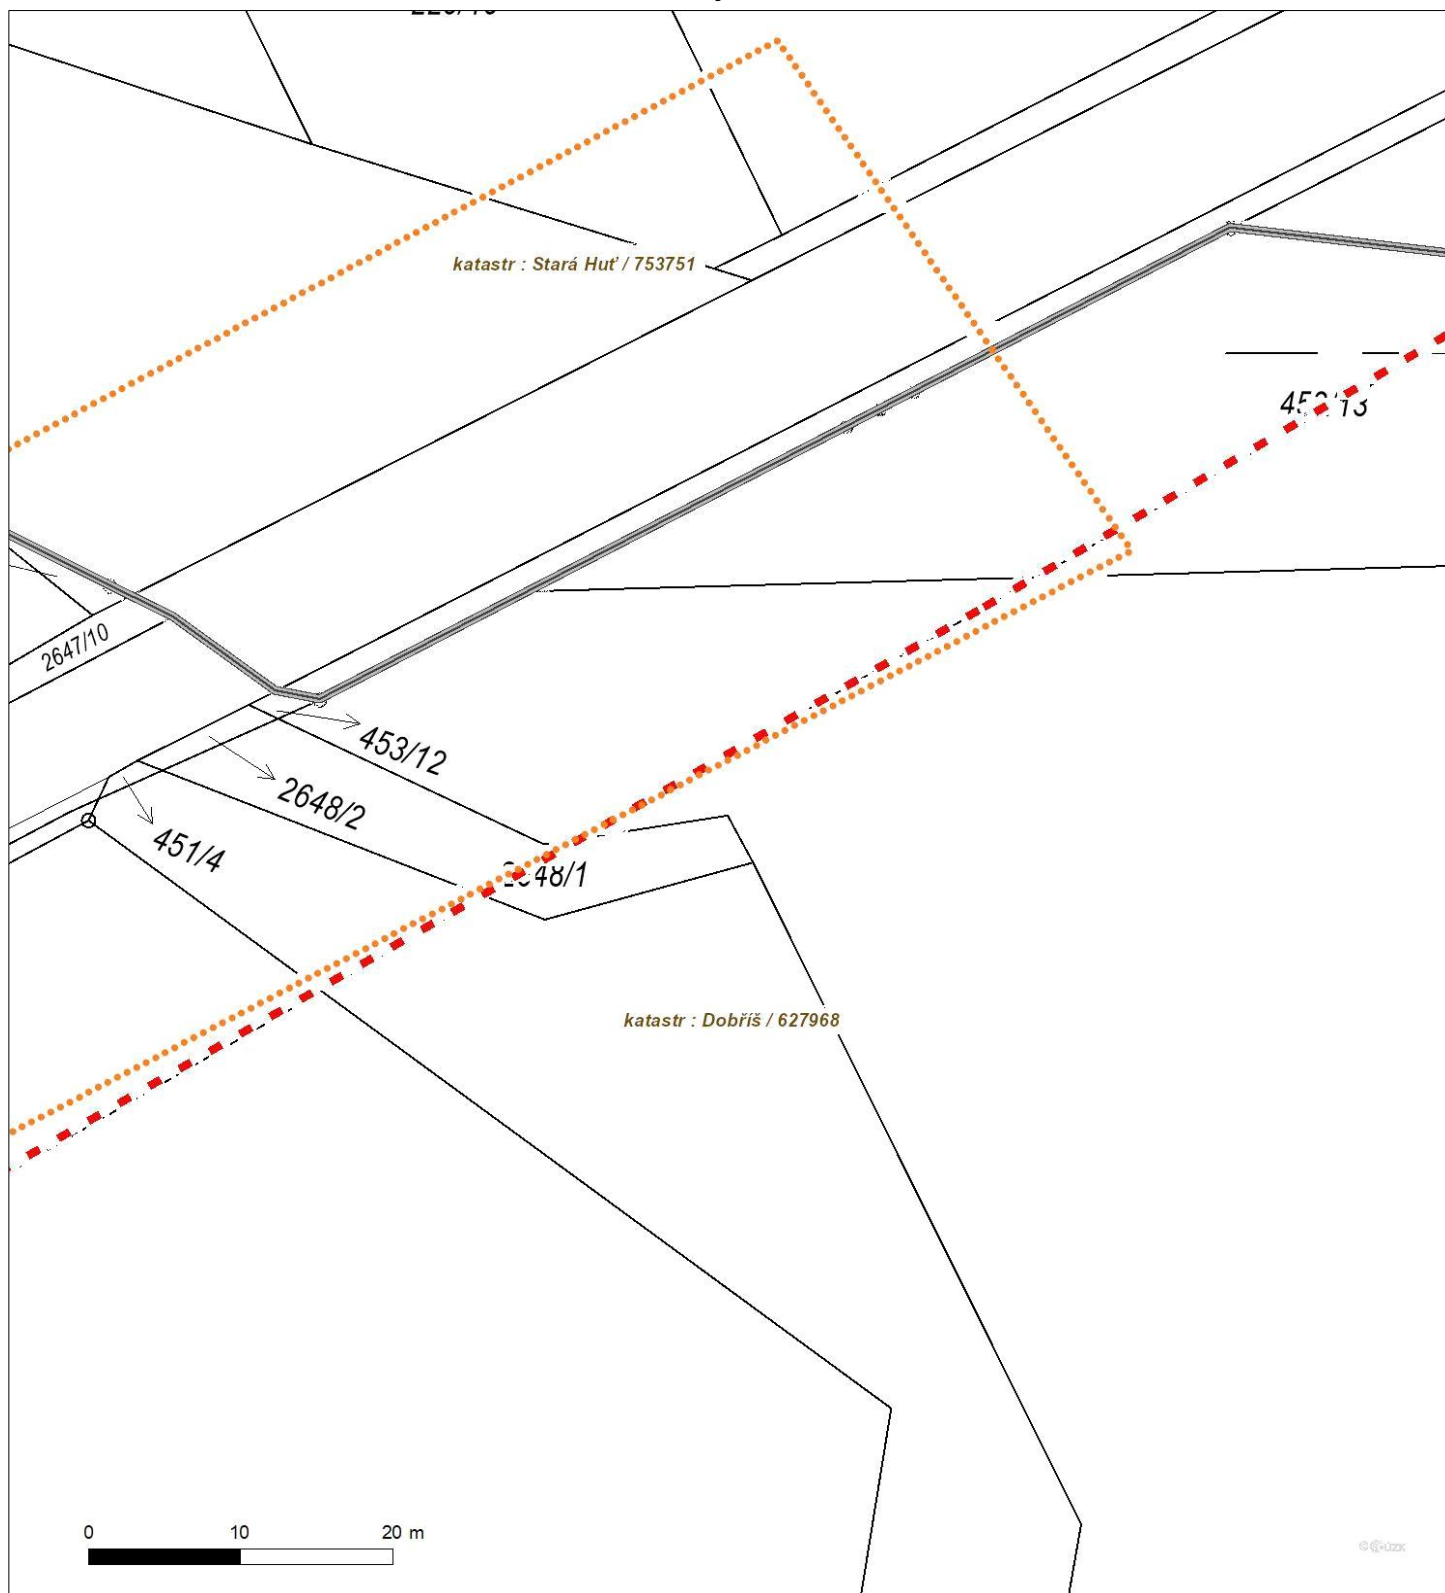 katastr : Stará Huť / 753751
2647/10
453/12
2648/2
451/4
katastr : Dobříš / 627968
0 10 20 m